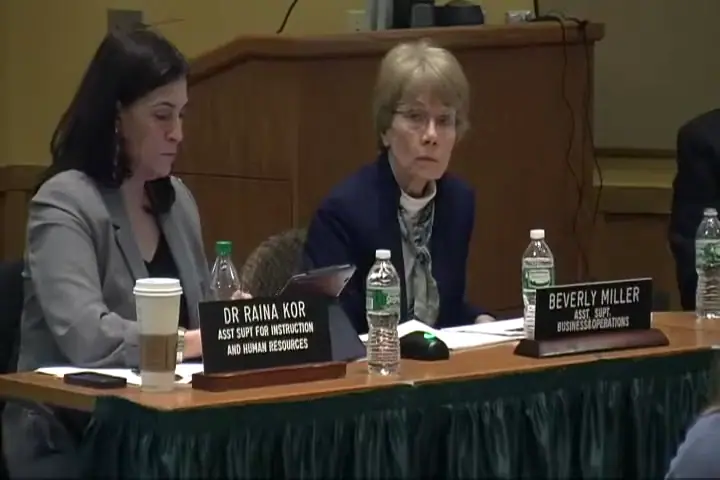 DR RAINA KOR
ASST SUPT FOR INSTRUCTION
AND HUMAN RESOURCES
BEVERLY MILLER
ASST. SUPT.
BUSINESS&OPERATIONS